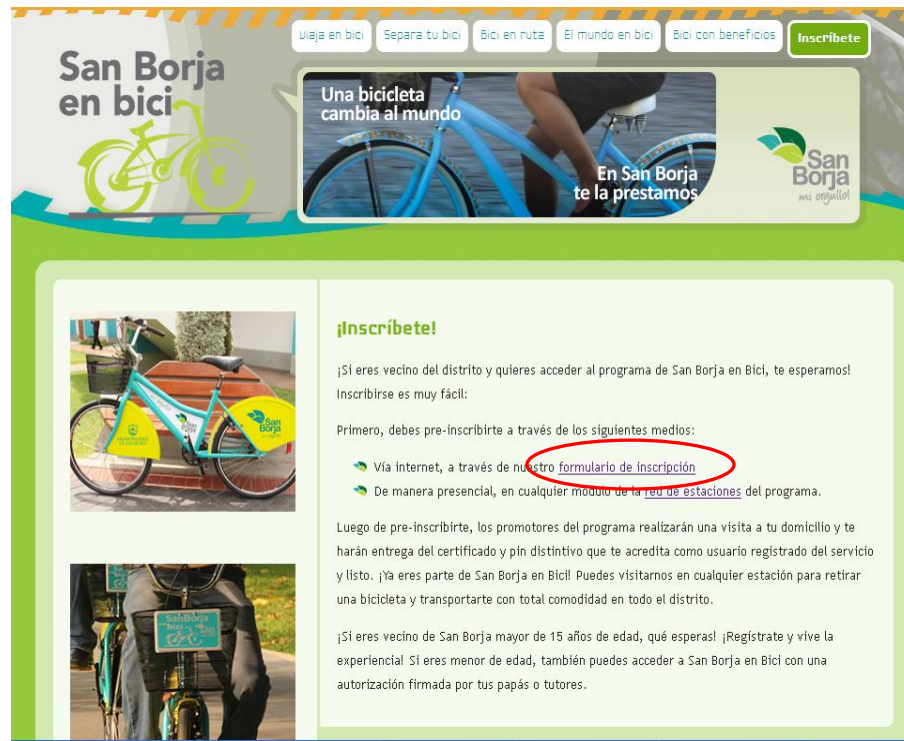 Viaja en bici Separa tu bici Bici en ruta El mundo en bici Bici con beneficios Inscríbete
San Borja
en bici
Una bicicleta
cambia al mundo
En San Borja
te la prestamos
San
Borja
mi orgullo!
¡Inscríbete!
¡Si eres vecino del distrito y quieres acceder al programa de San Borja en Bici, te esperamos!
Inscribirse es muy fácil:
Primero, debes pre-inscribirte a través de los siguientes medios:
Vía internet, a través de nuestro formulario de inscripción
De manera presencial, en cualquier módulo de la red de estaciones del programa.
Luego de pre-inscribirte, los promotores del programa realizarán una visita a tu domicilio y te
harán entrega del certificado y pin distintivo que te acredita como usuario registrado del servicio
y listo. ¡Ya eres parte de San Borja en Bici! Puedes visitarnos en cualquier estación para retirar
una bicicleta y transportarte con total comodidad en todo el distrito.
¡Si eres vecino de San Borja mayor de 15 años de edad, qué esperas! ¡Regístrate y vive la
experiencia! Si eres menor de edad, también puedes acceder a San Borja en Bici con una
autorización firmada por tus papás o tutores.
San
Borja
SanBorja
en bici